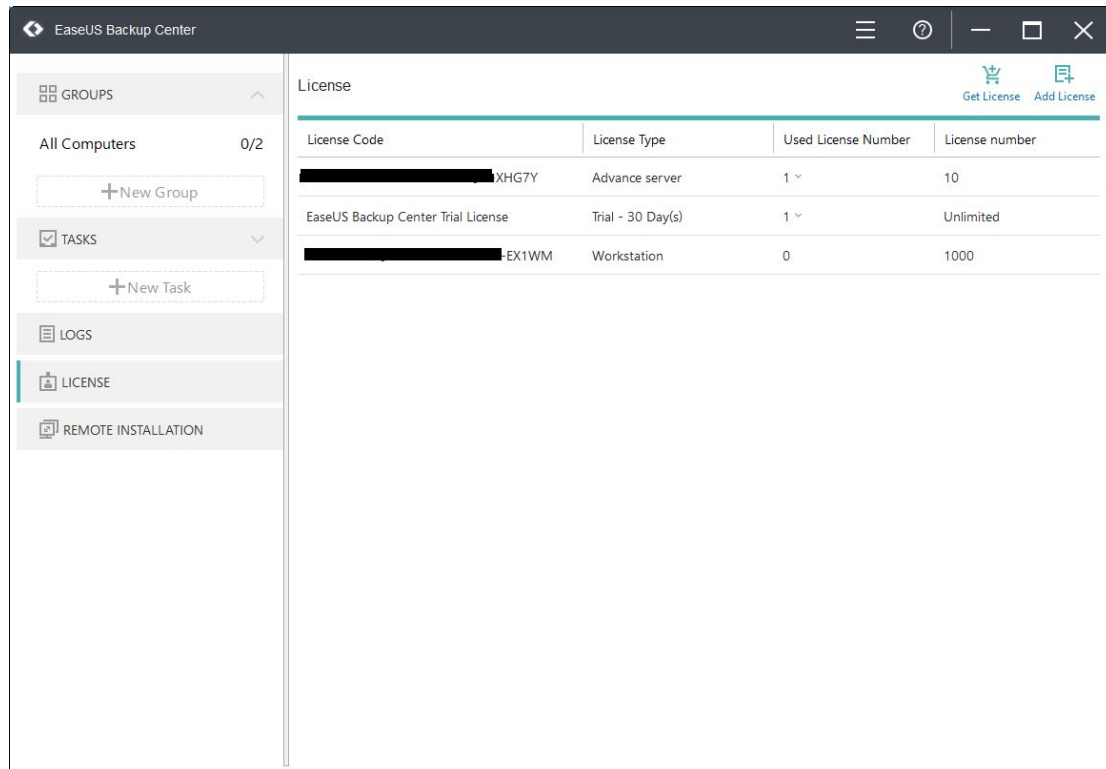 EaseUS Backup Center
GROUPS
All Computers 0/2
New Group
TASKS
New Task
LOGS
LICENSE
REMOTE INSTALLATION
License
Get License Add License
License Code License Type Used License Number License number
XHG7Y Advance server 1 10
EaseUS Backup Center Trial License Trial - 30 Day(s) 1 Unlimited
-EX1WM Workstation 0 1000